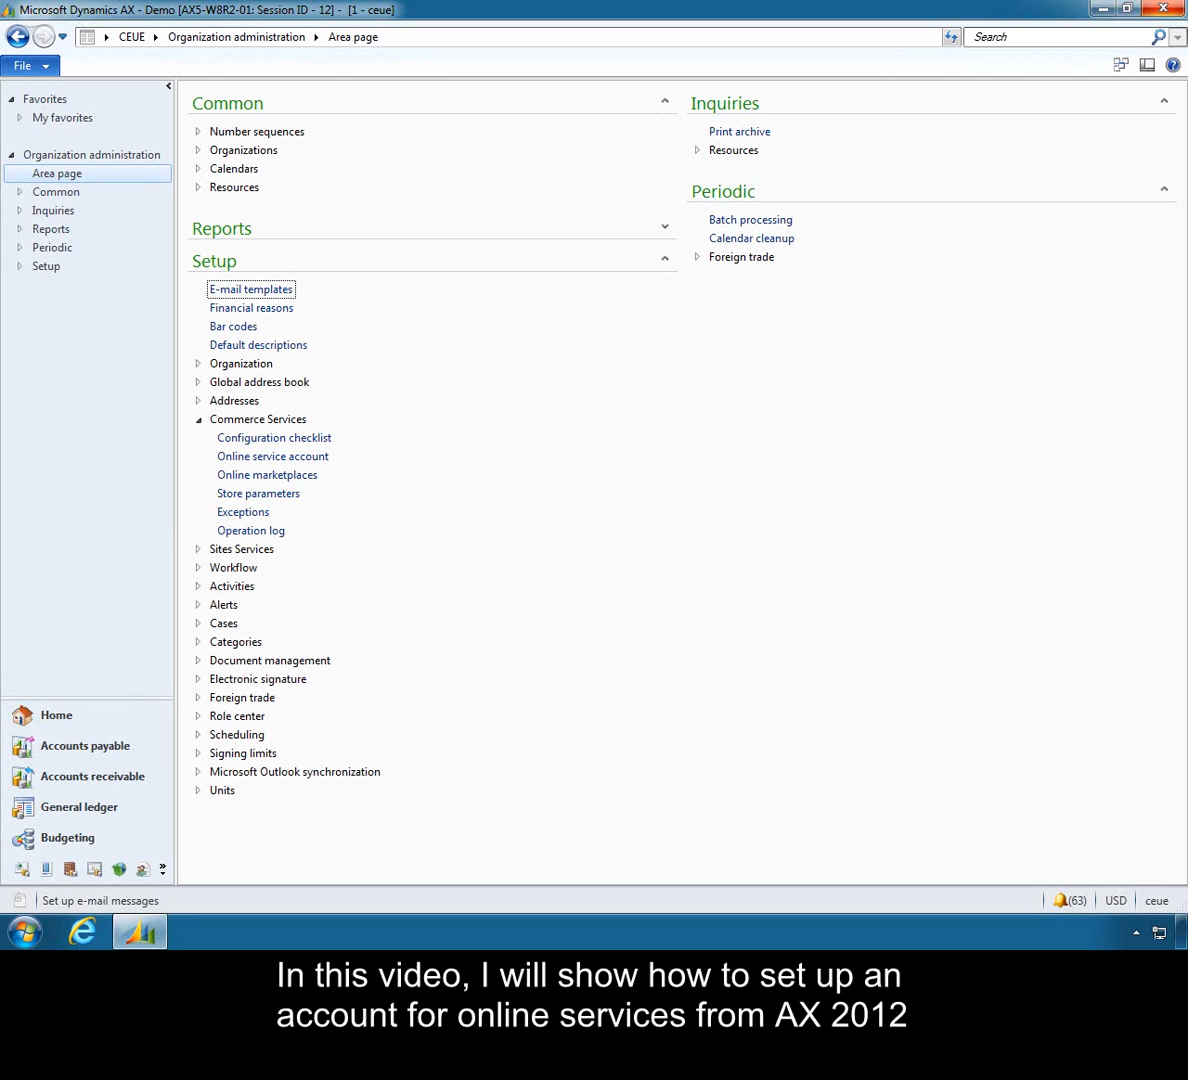 Microsoft Dynamics AX - Demo [AX5-W8R2-01: Session ID - 12] - [1 - ceue]
CEUE
Organization administration
Area page
Search
File
Favorites
My favorites
Organization administration
Area page
Common
Inquiries
Reports
Periodic
Setup
Home
Accounts payable
Accounts receivable
General ledger
Budgeting
Common
Number sequences
Organizations
Calendars
Resources
Reports
Setup
E-mail templates
Financial reasons
Bar codes
Default descriptions
Organization
Global address book
Addresses
Commerce Services
Configuration checklist
Online service account
Online marketplaces
Store parameters
Exceptions
Operation log
Sites Services
Workflow
Activities
Alerts
Cases
Categories
Document management
Electronic signature
Foreign trade
Role center
Scheduling
Signing limits
Microsoft Outlook synchronization
Units
Inquiries
Print archive
Resources
Periodic
Batch processing
Calendar cleanup
Foreign trade
Set up e-mail messages
(63)
USD
ceue
In this video, I will show how to set up an
account for online services from AX 2012